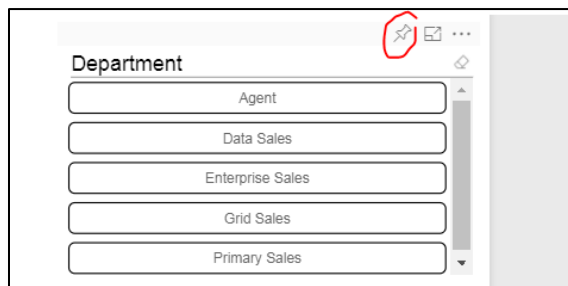 Department
Agent
Data Sales
Enterprise Sales
Grid Sales
Primary Sales